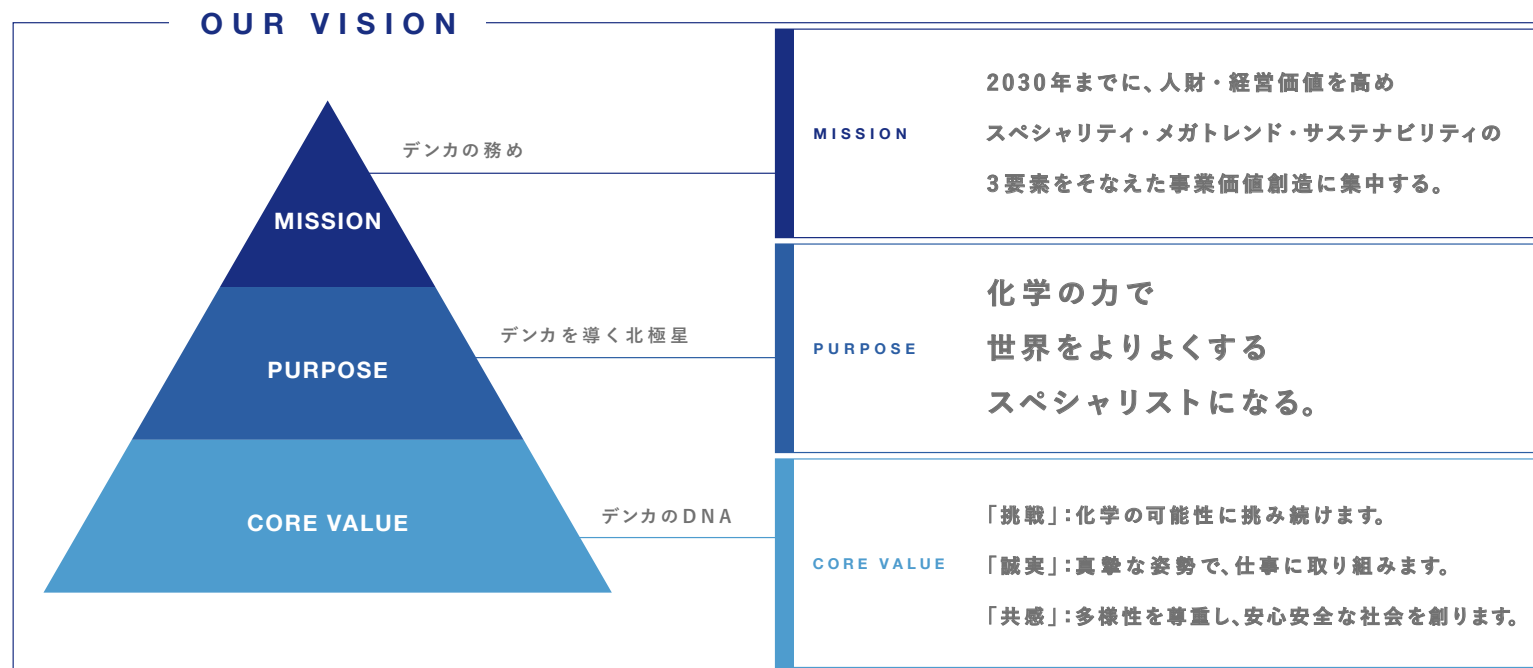 OUR VISION
デンカの務め
MISSION
デンカを導く北極星
PURPOSE
デンカのDNA
CORE VALUE
MISSION
2030年までに、人財・経営価値を高め
スペシャリティ・メガトレンド・サステナビリティの
3要素をそなえた事業価値創造に集中する。
PURPOSE
化学の力で
世界をよりよくする
スペシャリストになる。
CORE VALUE
「挑戦」：化学の可能性に挑み続けます。
「誠実」：真摯な姿勢で、仕事に取り組みます。
「共感」：多様性を尊重し、安心安全な社会を創ります。